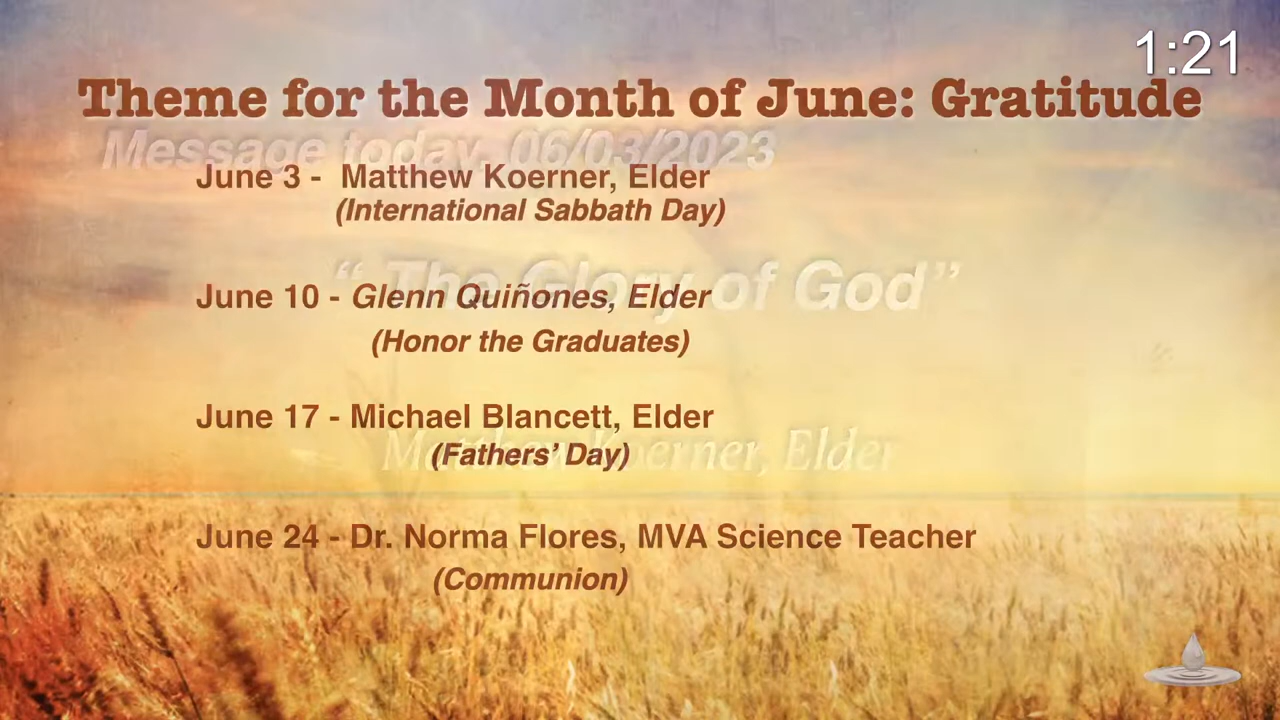 1:21
Theme for the Month of June: Gratitude
Message today, 06/03/2023
June 3 - Matthew Koerner, Elder
(International Sabbath Day)
“ The Glory of God”
June 10 - Glenn Quiñones, Elder
(Honor the Graduates)
June 17 - Michael Blancett, Elder
Matthew Koerner, Elder
(Fathers’ Day)
June 24 - Dr. Norma Flores, MVA Science Teacher
(Communion)